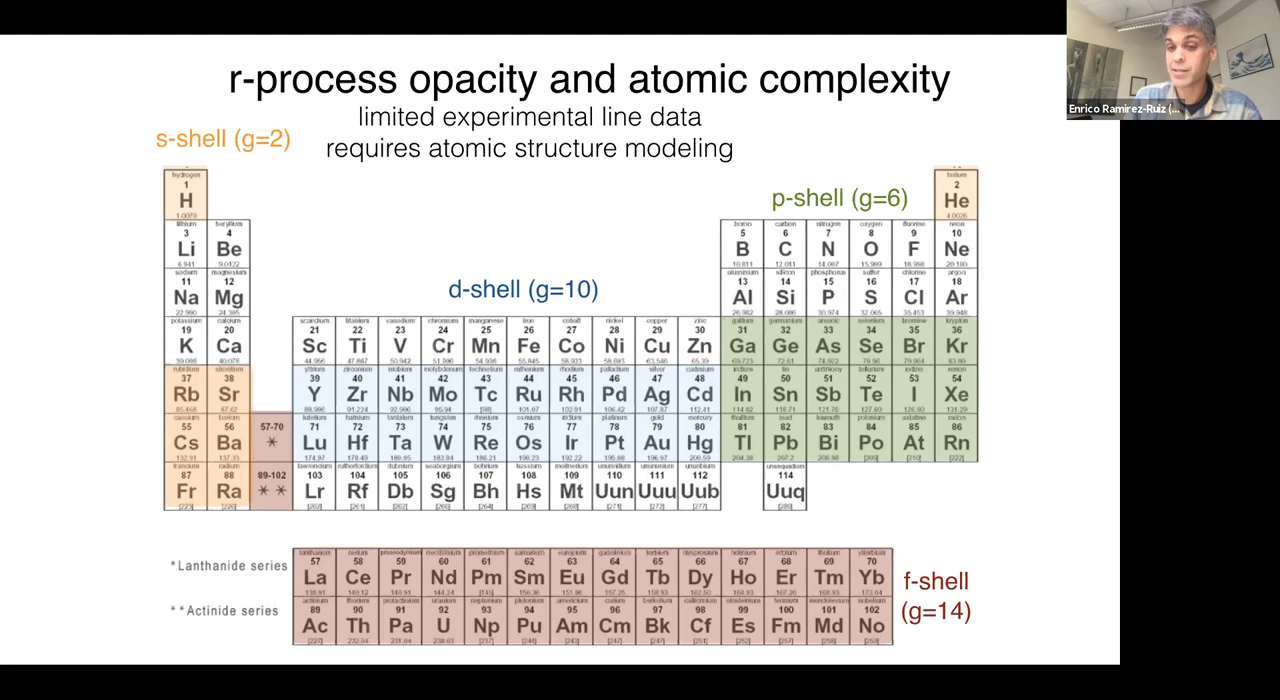 r-process opacity and atomic complexity
limited experimental line data
requires atomic structure modeling
s-shell (g=2)
p-shell (g=6)
d-shell (g=10)
f-shell
(g=14)
Enrico Ramirez-Ruiz (...
hydrogen helium
1 2
H He
1.0079 4.0026
lithium beryllium boron carbon nitrogen oxygen fluorine neon
3 4 5 6 7 8 9 10
Li Be B C N O F Ne
6.941 9.0122 10.811 12.011 14.007 15.999 18.998 20.180
sodium magnesium aluminium silicon phosphorus sulfur chlorine argon
11 12 13 14 15 16 17 18
Na Mg Al Si P S Cl Ar
22.990 24.305 26.982 28.086 30.974 32.065 35.453 39.948
potassium calcium scandium titanium vanadium chromium manganese iron cobalt nickel copper zinc gallium germanium arsenic selenium bromine krypton
19 20 21 22 23 24 25 26 27 28 29 30 31 32 33 34 35 36
K Ca Sc Ti V Cr Mn Fe Co Ni Cu Zn Ga Ge As Se Br Kr
39.098 40.078 44.956 47.867 50.942 51.996 54.938 55.845 58.933 58.693 63.546 65.39 69.723 72.61 74.922 78.96 79.904 83.80
rubidium strontium yttrium zirconium niobium molybdenum technetium ruthenium rhodium palladium silver cadmium indium tin antimony tellurium iodine xenon
37 38 39 40 41 42 43 44 45 46 47 48 49 50 51 52 53 54
Rb Sr Y Zr Nb Mo Tc Ru Rh Pd Ag Cd In Sn Sb Te I Xe
85.468 87.62 88.906 91.224 92.906 95.94 [98] 101.07 102.91 106.42 107.87 112.41 114.82 118.71 121.76 127.60 126.90 131.29
caesium barium lutetium hafnium tantalum tungsten rhenium osmium iridium platinum gold mercury thallium lead bismuth polonium astatine radon
55 56 57-70 71 72 73 74 75 76 77 78 79 80 81 82 83 84 85 86
Cs Ba * Lu Hf Ta W Re Os Ir Pt Au Hg Tl Pb Bi Po At Rn
132.91 137.33 174.97 178.49 180.95 183.84 186.21 190.23 192.22 195.08 196.97 200.59 204.38 207.2 208.98 [209] [210] [222]
francium radium lawrencium rutherfordium dubnium seaborgium bohrium hassium meitnerium ununnilium unununium ununbium ununquadium
87 88 89-102 103 104 105 106 107 108 109 110 111 112 114
Fr Ra * * Lr Rf Db Sg Bh Hs Mt Uun Uuu Uub Uuq
[223] [226] [262] [261] [262] [266] [264] [269] [268] [271] [272] [277] [289]
*Lanthanide series
lanthanum cerium praseodymium neodymium promethium samarium europium gadolinium terbium dysprosium holmium erbium thulium ytterbium
57 58 59 60 61 62 63 64 65 66 67 68 69 70
La Ce Pr Nd Pm Sm Eu Gd Tb Dy Ho Er Tm Yb
138.91 140.12 140.91 144.24 [145] 150.36 151.96 157.25 158.93 162.50 164.93 167.26 168.93 173.04
**Actinide series
actinium thorium protactinium uranium neptunium plutonium americium curium berkelium californium einsteinium fermium mendelevium nobelium
89 90 91 92 93 94 95 96 97 98 99 100 101 102
Ac Th Pa U Np Pu Am Cm Bk Cf Es Fm Md No
[227] 232.04 231.04 238.03 [237] [244] [243] [247] [247] [251] [252] [257] [258] [259]